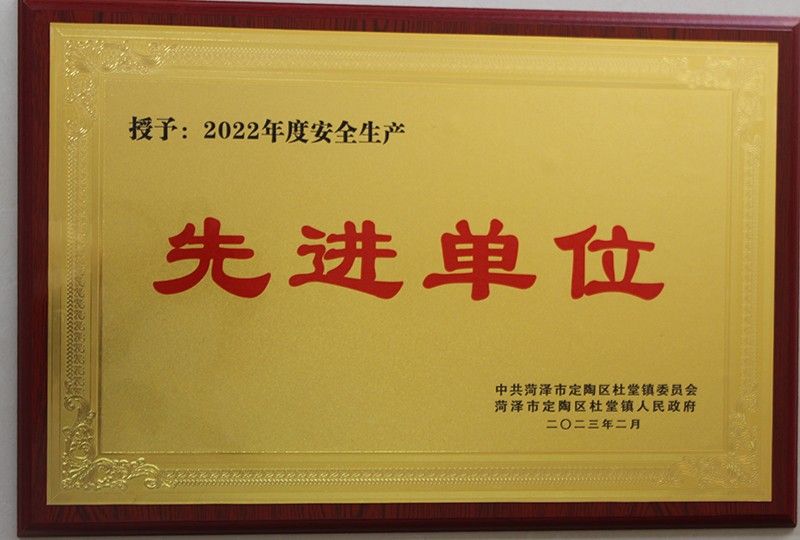 授予：2022年度安全生产
先进单位
中共菏泽市定陶区杜堂镇委员会
菏泽市定陶区杜堂镇人民政府
二〇二三年二月